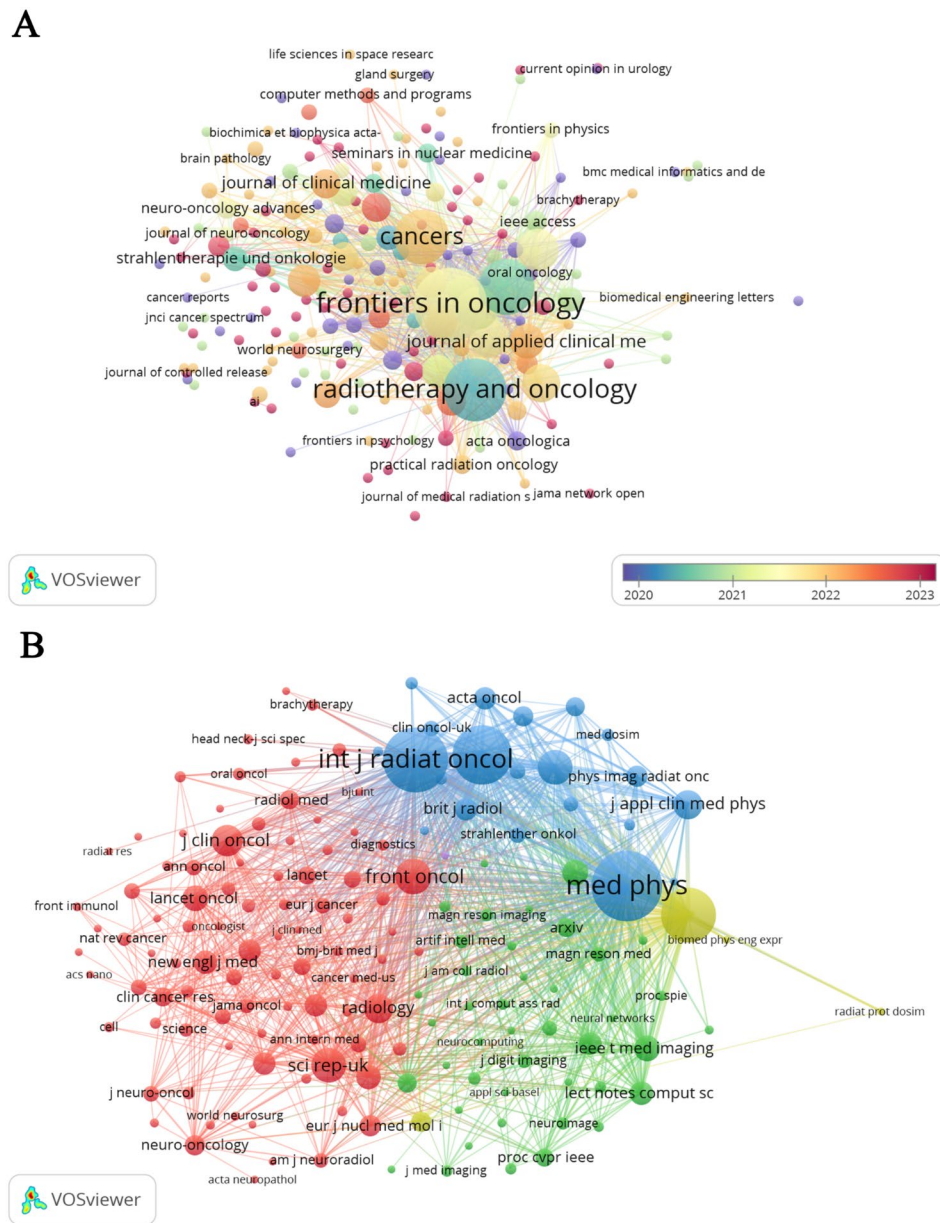 A
life sciences in space researc
gland surgery
current opinion in urology
computer methods and programs
biochimica et biophysica acta-
frontiers in physics
seminars in nuclear medicine
brain pathology
bmc medical informatics and de
journal of clinical medicine
brachytherapy
neuro-oncology advances
ieee access
journal of neuro-oncology
cancers
strahlentherapie und onkologie
oral oncology
cancer reports
frontiers in oncology
biomedical engineering letters
jnci cancer spectrum
journal of applied clinical me
world neurosurgery
journal of controlled release
radiotherapy and oncology
ai
frontiers in psychology
acta oncologica
practical radiation oncology
journal of medical radiation s
jama network open
VOSviewer
2020 2021 2022 2023
B
brachytherapy
acta oncol
clin oncol-uk
med dosim
head neck-j sci spec
int j radiat oncol
oral oncol
phys imag radiat onc
radiol med
bju int
brit j radiol
j appl clin med phys
strahlenther onkol
j clin oncol
diagnostics
radiat res
ann oncol
lancet
front oncol
med phys
lancet oncol
eur j cancer
front immunol
magn reson imaging
oncologist
j clin med
arxiv
nat rev cancer
artif intell med
biomed phys eng expr
bmj-brit med j
magn reson med
new engl j med
j am coll radiol
acs nano
cancer med-us
clin cancer res
jama oncol
radiology
int j comput ass rad
proc spie
radiat prot dosim
cell
science
neural networks
ann intern med
neurocomputing
ieee t med imaging
sci rep-uk
j digit imaging
j neuro-oncol
appl sci-basel
lect notes comput sc
world neurosurg
eur j nucl med mol i
neuroimage
neuro-oncology
am j neuroradiol
proc cvpr ieee
j med imaging
acta neuropathol
VOSviewer